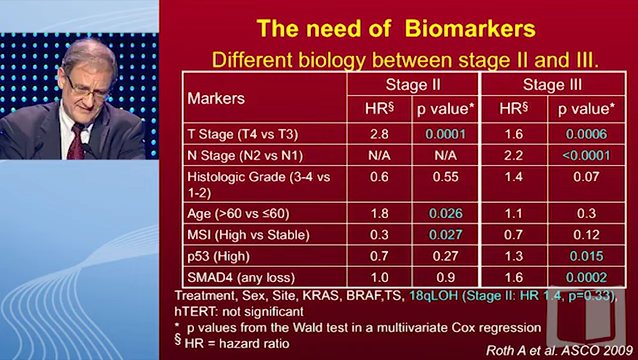 The need of Biomarkers
Different biology between stage II and III.
Markers Stage II Stage III
HR§ p value* HR§ p value*
T Stage (T4 vs T3) 2.8 0.0001 1.6 0.0006
N Stage (N2 vs N1) N/A N/A 2.2 <0.0001
Histologic Grade (3-4 vs 0.6 0.55 1.4 0.07
1-2)
Age (>60 vs ≤60) 1.8 0.026 1.1 0.3
MSI (High vs Stable) 0.3 0.027 0.7 0.12
p53 (High) 0.7 0.27 1.3 0.015
SMAD4 (any loss) 1.0 0.9 1.6 0.0002
Treatment, Sex, Site, KRAS, BRAF,TS, 18qLOH (Stage II: HR 1.4, p=0.33),
hTERT: not significant
* p values from the Wald test in a multiivariate Cox regression
§ HR = hazard ratio
Roth A et al. ASCO 2009